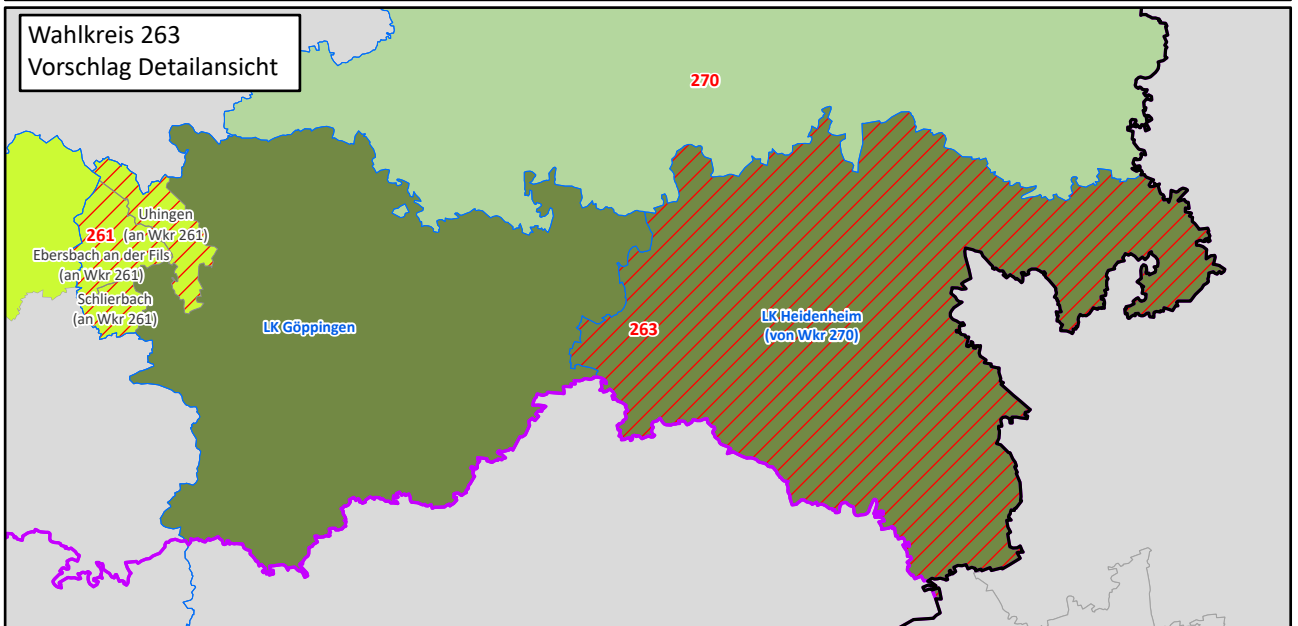 Wahlkreis 263
Vorschlag Detailansicht
270
Uhingen
261 (an Wkr 261)
Ebersbach an der Fils
(an Wkr 261)
Schlierbach
(an Wkr 261)
LK Göppingen
263
LK Heidenheim
(von Wkr 270)